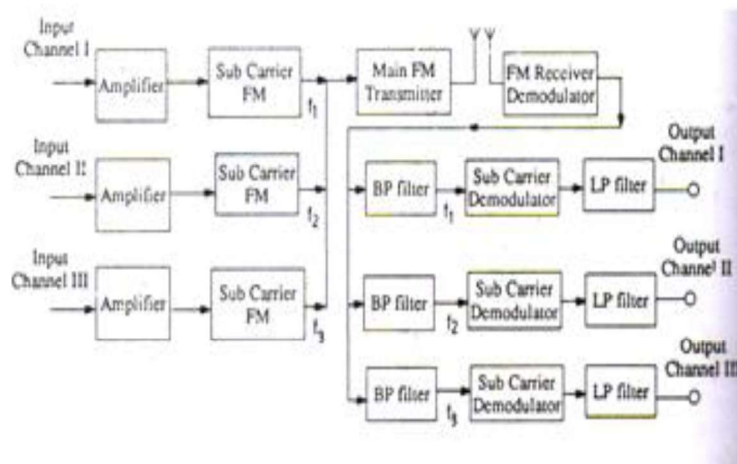 Input
Channel I
Amplifier
Sub Carrier
FM
f₁
Main FM
Transmitter
FM Receiver
Demodulator
Input
Channel II
Amplifier
Sub Carrier
FM
f₂
Input
Channel III
Amplifier
Sub Carrier
FM
f₃
BP filter
f₁
Sub Carrier
Demodulator
LP filter
Output
Channel I
BP filter
f₂
Sub Carrier
Demodulator
LP filter
Output
Channel II
BP filter
f₃
Sub Carrier
Demodulator
LP filter
Output
Channel III